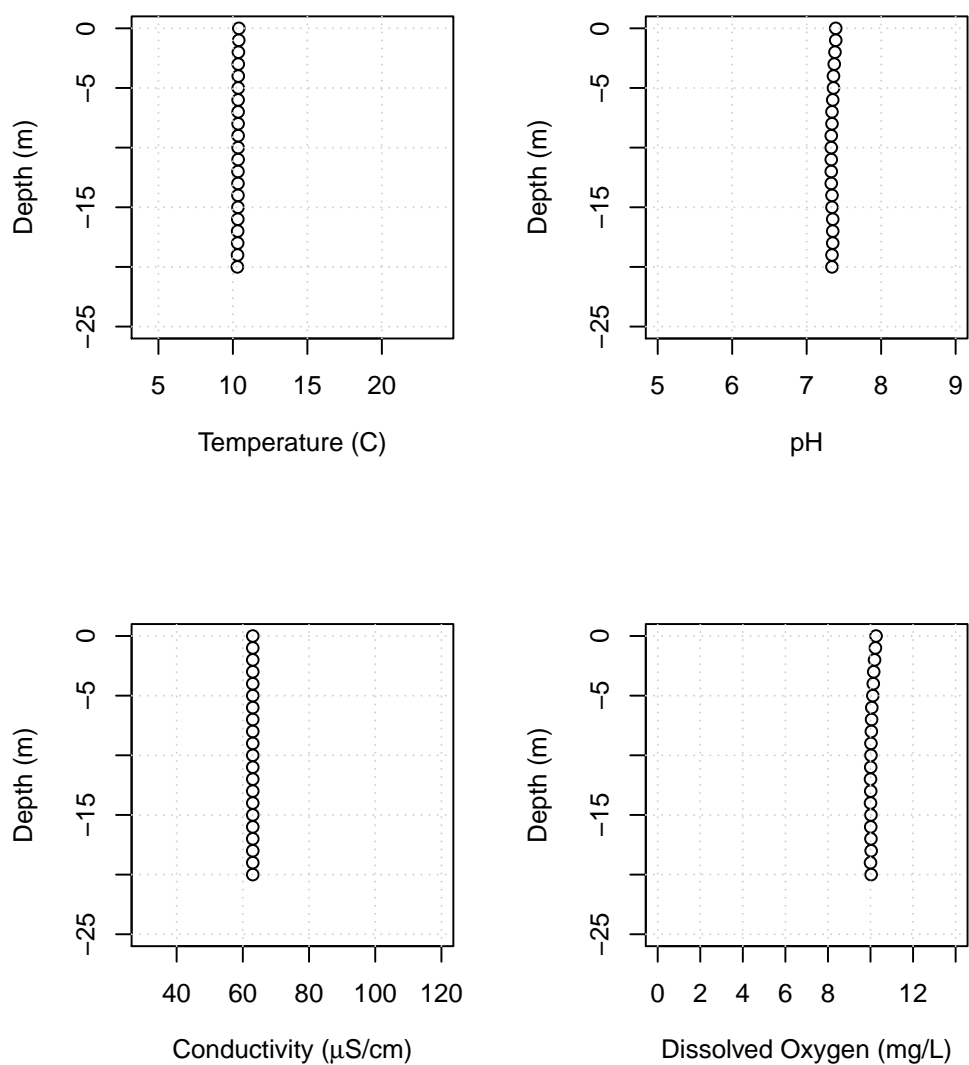 0
−5
−15
−25
Depth (m)
5 10 15 20
Temperature (C)
0
−5
−15
−25
Depth (m)
5 6 7 8 9
pH
0
−5
−15
−25
Depth (m)
40 60 80 100 120
Conductivity (μS/cm)
0
−5
−15
−25
Depth (m)
0 2 4 6 8 12
Dissolved Oxygen (mg/L)